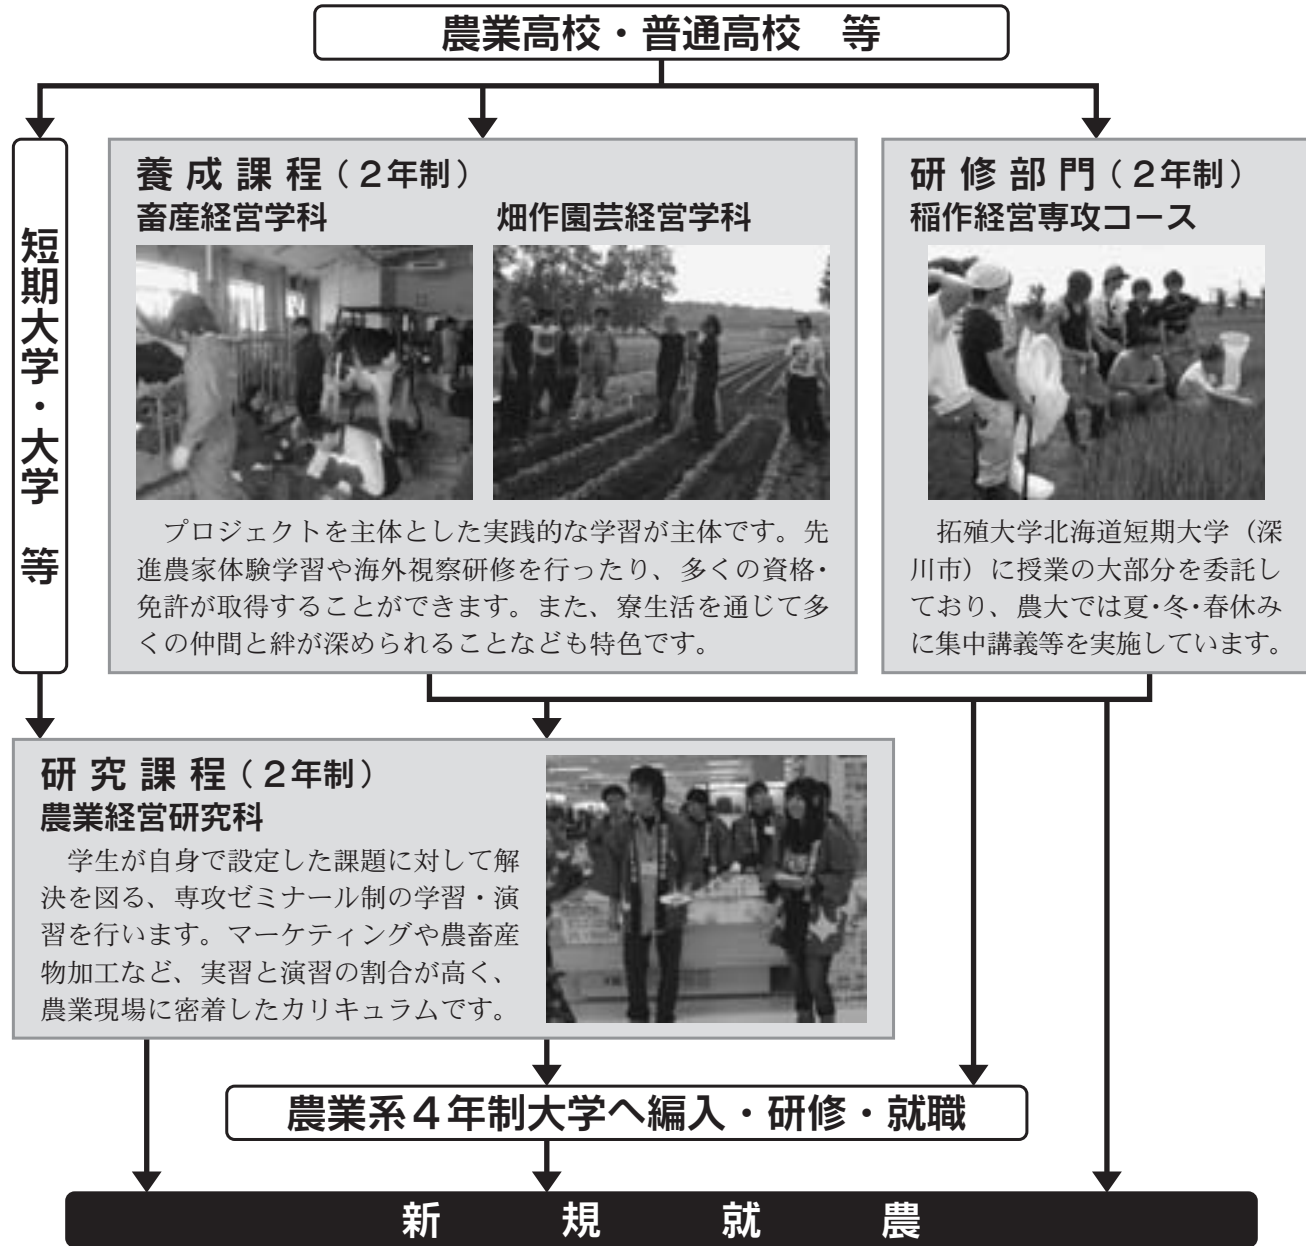 農業高校・普通高校　等
短期大学・大学　等
養成課程（２年制）
畜産経営学科
畑作園芸経営学科
プロジェクトを主体とした実践的な学習が主体です。先
進農家体験学習や海外視察研修を行ったり、多くの資格・
免許が取得することができます。また、寮生活を通じて多
くの仲間と絆が深められることなども特色です。
研修部門（２年制）
稲作経営専攻コース
拓殖大学北海道短期大学（深
川市）に授業の大部分を委託し
ており、農大では夏・冬・春休み
に集中講義等を実施しています。
研究課程（２年制）
農業経営研究科
学生が自身で設定した課題に対して解
決を図る、専攻ゼミナール制の学習・演
習を行います。マーケティングや農畜産
物加工など、実習と演習の割合が高く、
農業現場に密着したカリキュラムです。
農業系４年制大学へ編入・研修・就職
新規就農